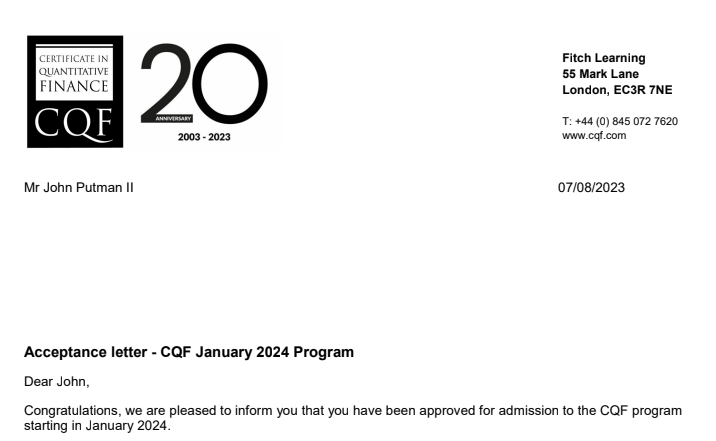 CERTIFICATE IN
QUANTITATIVE
FINANCE
CQF
20
ANNIVERSARY
2003 - 2023
Fitch Learning
55 Mark Lane
London, EC3R 7NE
T: +44 (0) 845 072 7620
www.cqf.com
Mr John Putman II
07/08/2023
Acceptance letter - CQF January 2024 Program
Dear John,
Congratulations, we are pleased to inform you that you have been approved for admission to the CQF program
starting in January 2024.